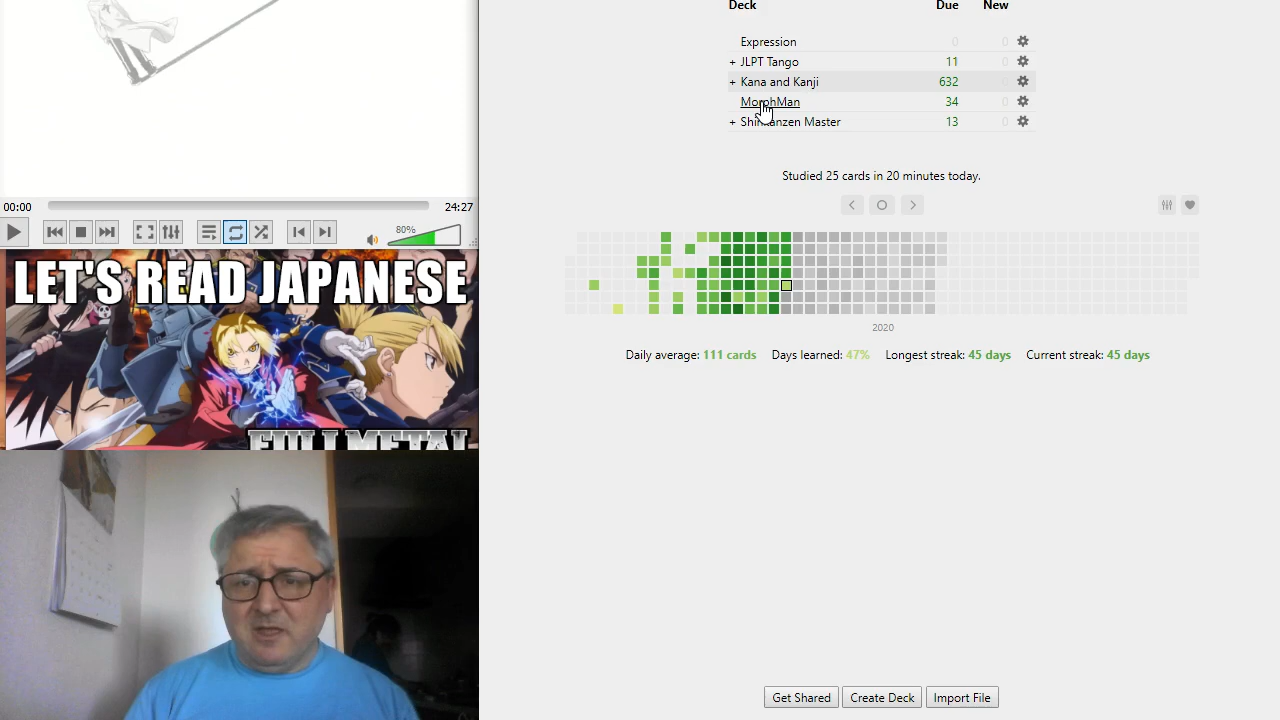 00:00
24:27
80%
LET'S READ JAPANESE
FULLMETAL
Deck Due New
Expression 0 0
+ JLPT Tango 11 0
+ Kana and Kanji 632 0
MorphMan 34 0
+ Shinkanzen Master 13 0
Studied 25 cards in 20 minutes today.
2020
Daily average: 111 cards Days learned: 47% Longest streak: 45 days Current streak: 45 days
Get Shared Create Deck Import File